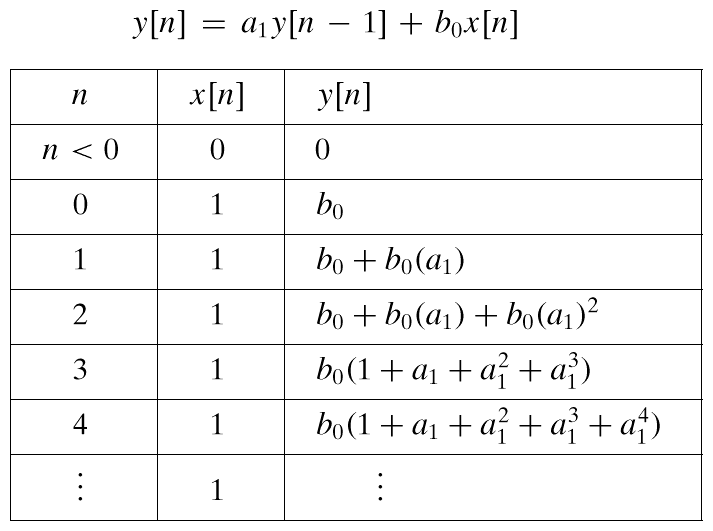 y[n] = a₁y[n − 1] + b₀x[n]
n x[n] y[n]
n < 0 0 0
0 1 b₀
1 1 b₀ + b₀(a₁)
2 1 b₀ + b₀(a₁) + b₀(a₁)²
3 1 b₀(1 + a₁ + a₁² + a₁³)
4 1 b₀(1 + a₁ + a₁² + a₁³ + a₁⁴)
⋮ 1 ⋮